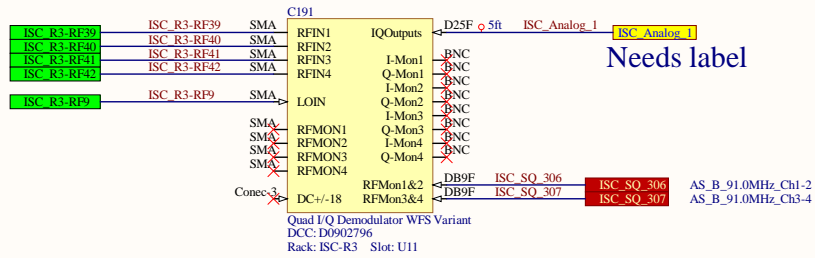 C191
ISC_R3-RF39 ISC_R3-RF39 SMA RFIN1 IQOutputs D25F 5ft ISC_Analog_1 ISC_Analog_1
ISC_R3-RF40 ISC_R3-RF40 SMA RFIN2
Needs label
ISC_R3-RF41 ISC_R3-RF41 SMA RFIN3 I-Mon1 BNC
ISC_R3-RF42 ISC_R3-RF42 SMA RFIN4 Q-Mon1 BNC
I-Mon2 BNC
ISC_R3-RF9 ISC_R3-RF9 SMA LOIN Q-Mon2 BNC
I-Mon3 BNC
SMA RFMON1 Q-Mon3 BNC
SMA RFMON2 I-Mon4 BNC
SMA RFMON3 Q-Mon4 BNC
SMA RFMON4
RFMon1&2 DB9F ISC_SQ_306 ISC_SQ_306 AS_B_91.0MHz_Ch1-2
Conec-3 DC+/-18 RFMon3&4 DB9F ISC_SQ_307 ISC_SQ_307 AS_B_91.0MHz_Ch3-4
Quad I/Q Demodulator WFS Variant
DCC: D0902796
Rack: ISC-R3 Slot: U11